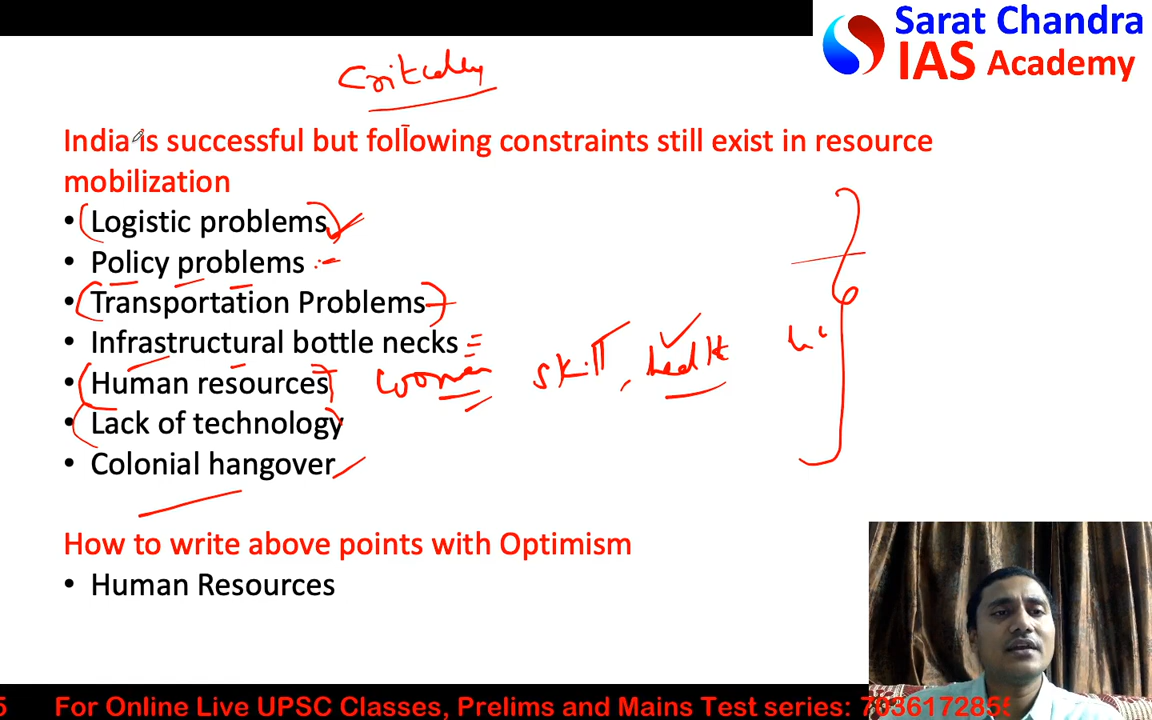 Sarat Chandra
IAS Academy
Critically
India is successful but following constraints still exist in resource
mobilization
• Logistic problems
• Policy problems
• Transportation Problems
• Infrastructural bottle necks
• Human resources women skill, health
• Lack of technology
• Colonial hangover
How to write above points with Optimism
• Human Resources
5 For Online Live UPSC Classes, Prelims and Mains Test series: 7036172855